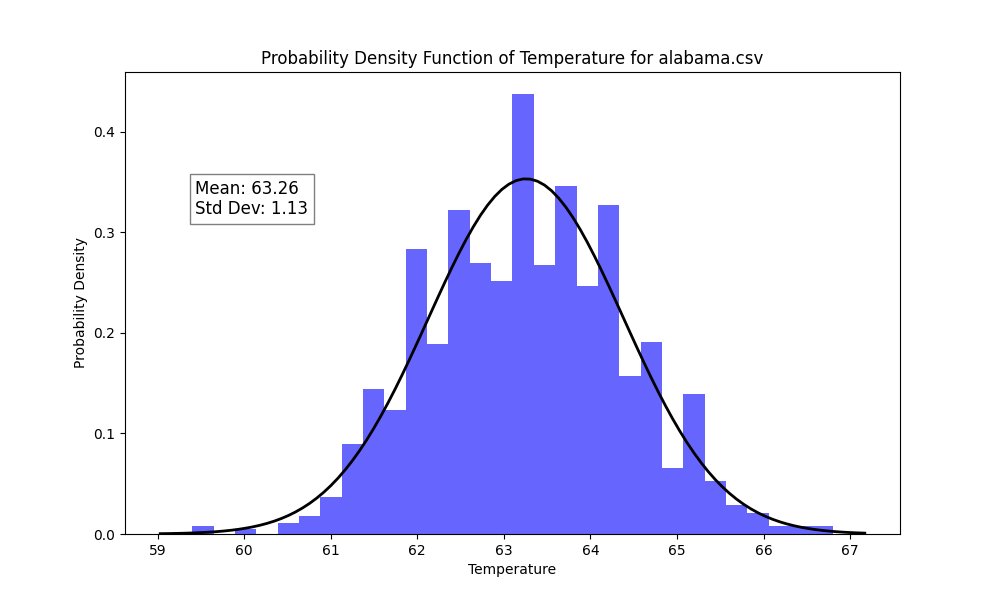 Probability Density Function of Temperature for alabama.csv
Mean: 63.26
Std Dev: 1.13
Probability Density
0.4
0.3
0.2
0.1
0.0
59 60 61 62 63 64 65 66 67
Temperature